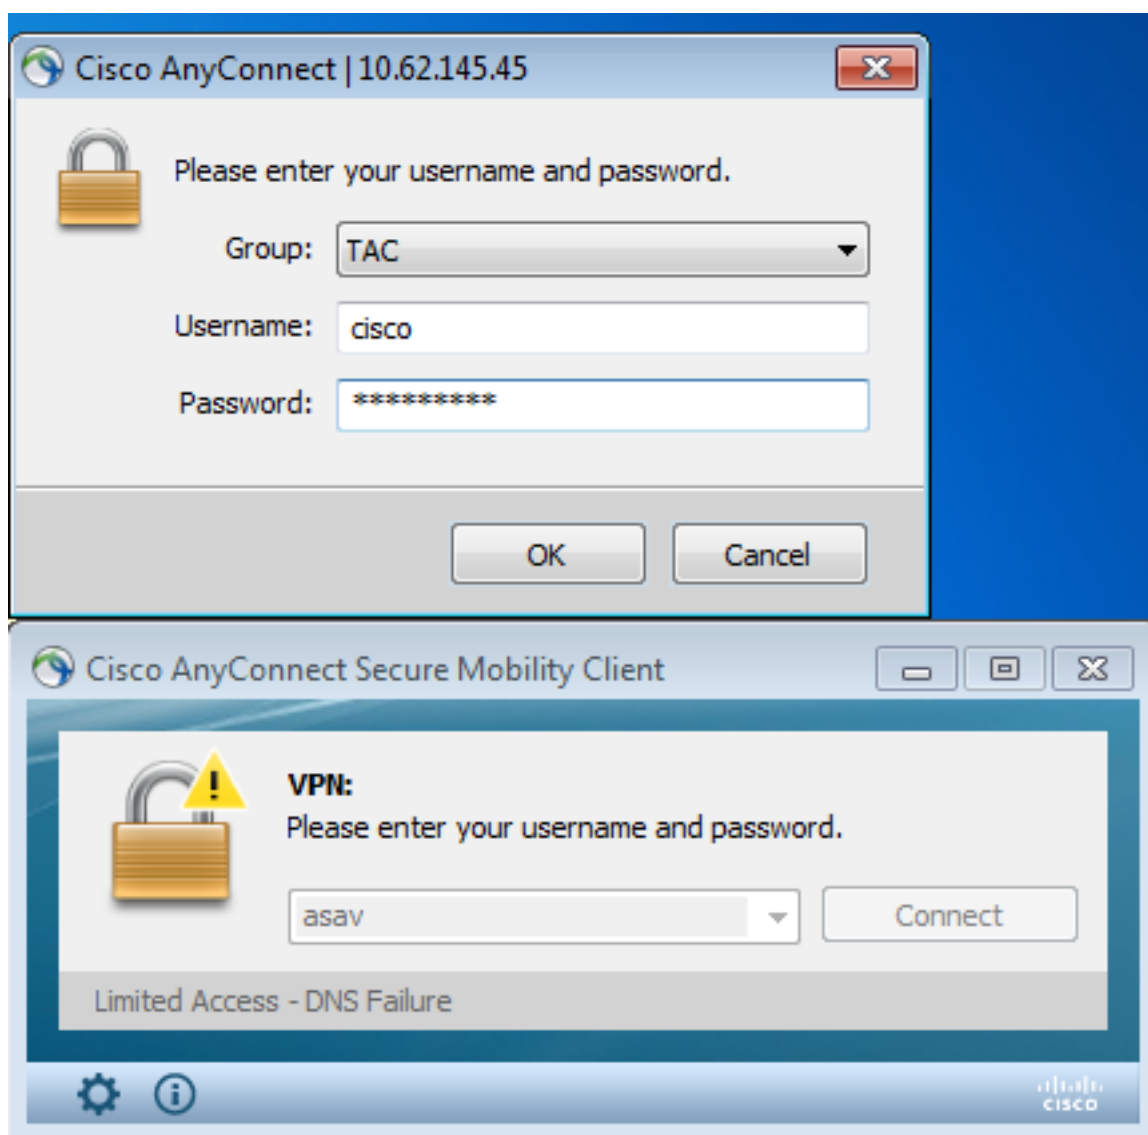 Cisco AnyConnect | 10.62.145.45
Please enter your username and password.
Group: TAC
Username: cisco
Password: *********
OK Cancel
Cisco AnyConnect Secure Mobility Client
VPN:
Please enter your username and password.
asav Connect
Limited Access - DNS Failure
CISCO